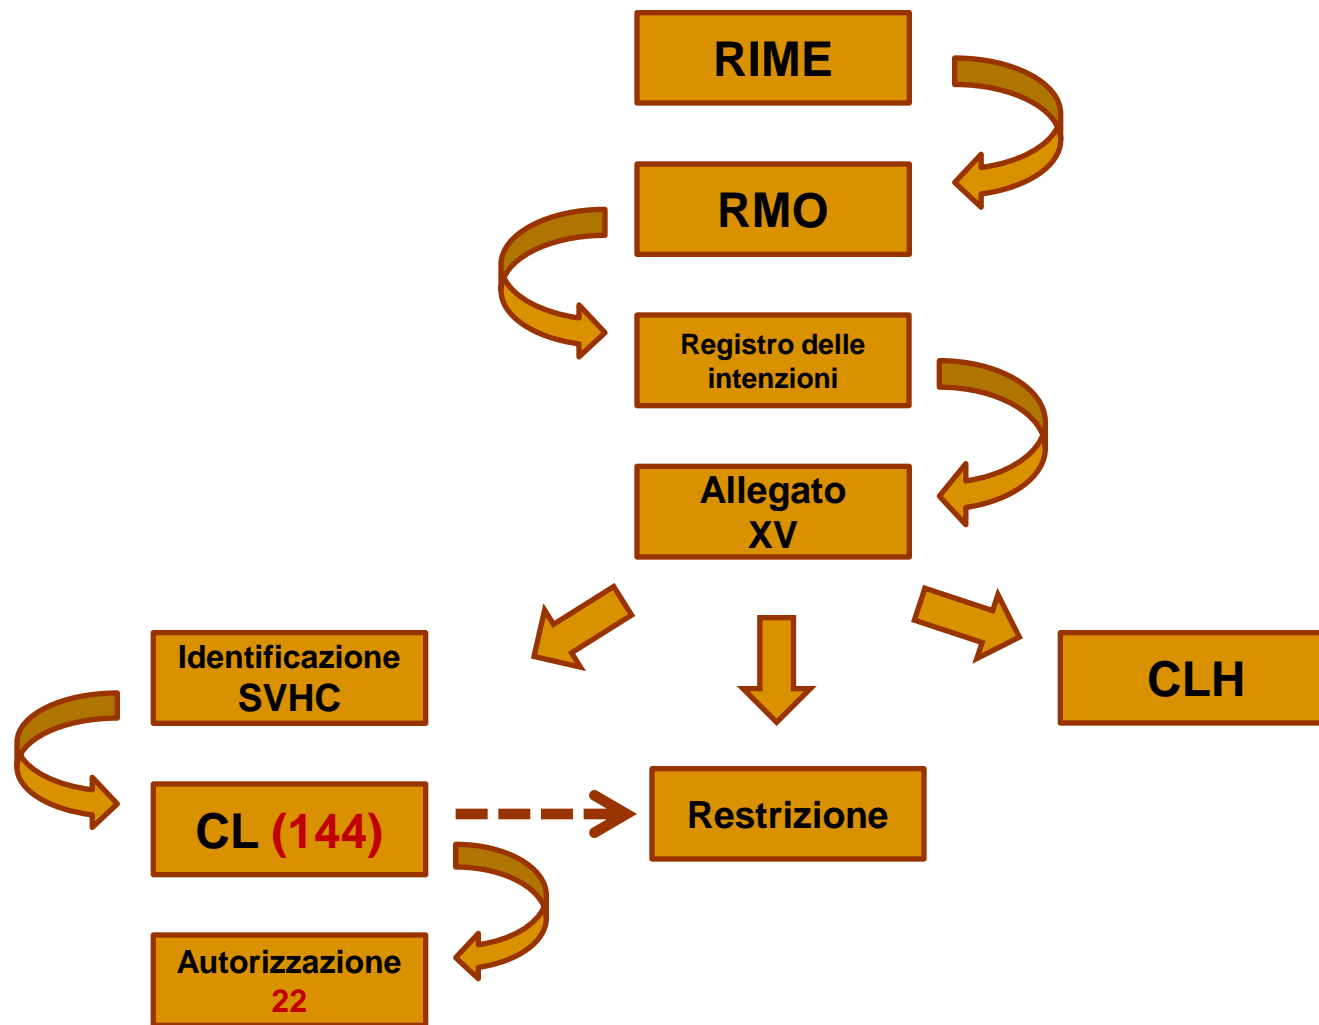 RIME
RMO
Registro delle
intenzioni
Allegato
XV
Identificazione
SVHC
CLH
CL (144)
Restrizione
Autorizzazione
22